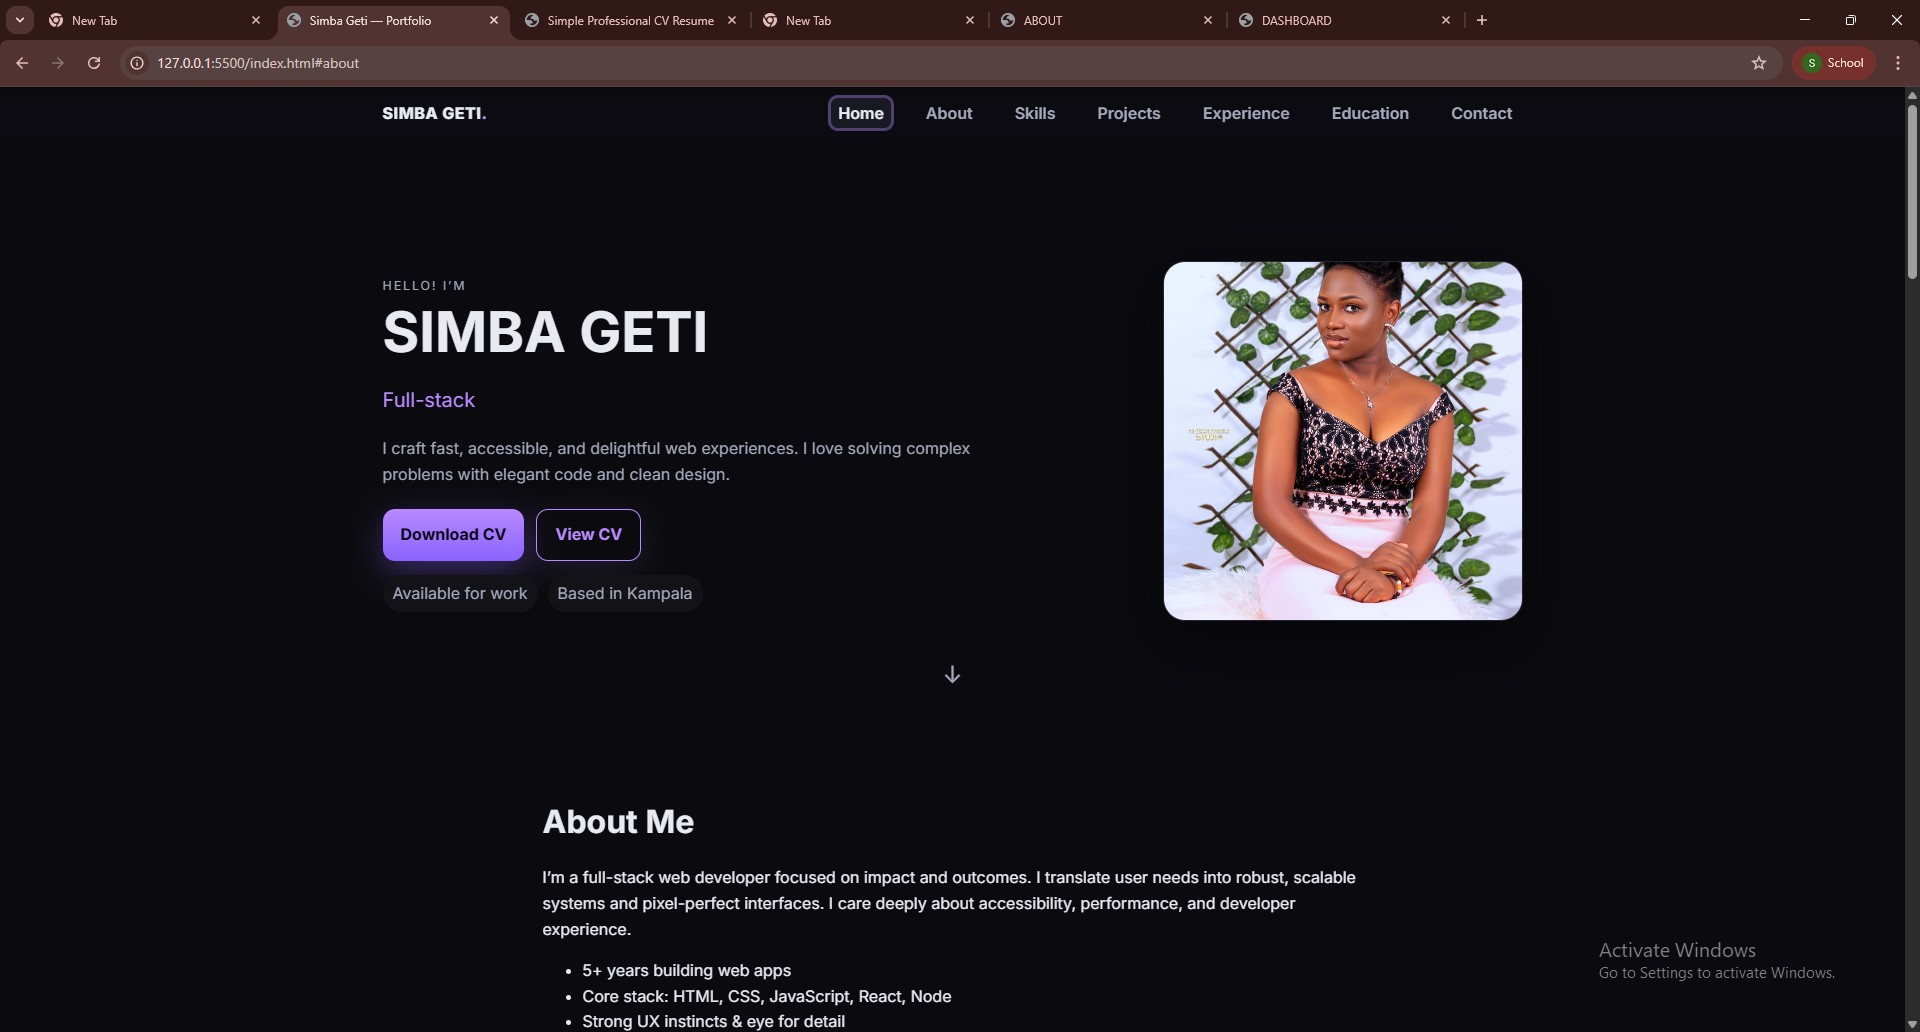 New Tab
Simba Geti — Portfolio
Simple Professional CV Resume
New Tab
ABOUT
DASHBOARD
127.0.0.1:5500/index.html#about
S School
SIMBA GETI.
Home About Skills Projects Experience Education Contact
HELLO! I'M
SIMBA GETI
Full-stack
I craft fast, accessible, and delightful web experiences. I love solving complex
problems with elegant code and clean design.
Download CV View CV
Available for work Based in Kampala
About Me
I'm a full-stack web developer focused on impact and outcomes. I translate user needs into robust, scalable
systems and pixel-perfect interfaces. I care deeply about accessibility, performance, and developer
experience.
• 5+ years building web apps
• Core stack: HTML, CSS, JavaScript, React, Node
• Strong UX instincts & eye for detail
Activate Windows
Go to Settings to activate Windows.